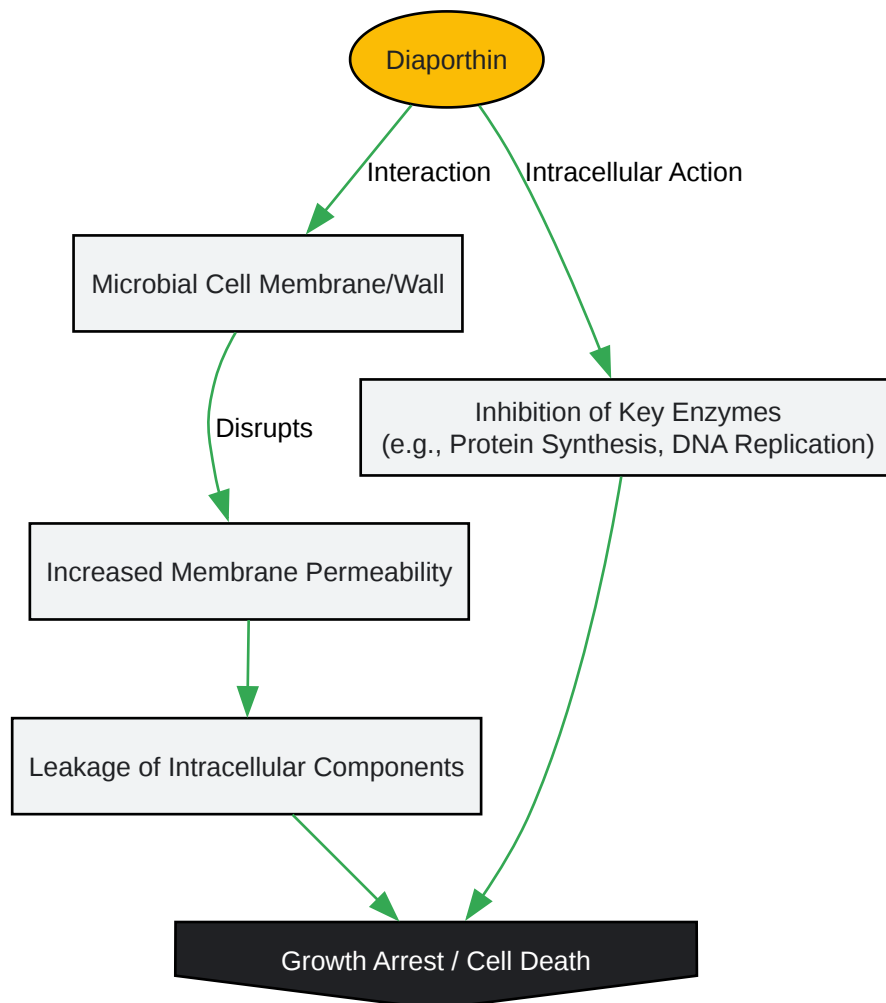 Diaporthin
Interaction
Intracellular Action
Microbial Cell Membrane/Wall
Inhibition of Key Enzymes
(e.g., Protein Synthesis, DNA Replication)
Disrupts
Increased Membrane Permeability
Leakage of Intracellular Components
Growth Arrest / Cell Death